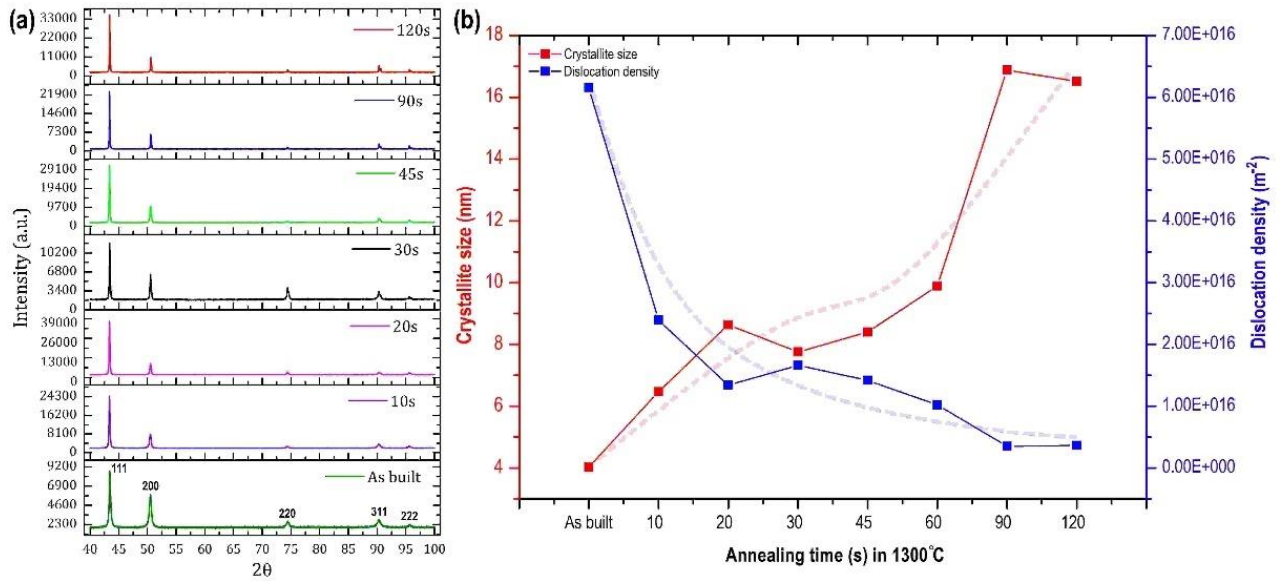 (a)
33000
22000
11000
0
120s
21900
14600
7300
0
90s
29100
19400
9700
0
45s
10200
6800
3400
0
30s
39000
26000
13000
0
20s
24300
16200
8100
0
10s
9200
6900
4600
2300
As built
111
200
220
311
222
40 45 50 55 60 65 70 75 80 85 90 95 100
2θ
Intensity (a.u.)
(b)
Crystallite size
Dislocation density
18
16
14
12
10
8
6
4
Crystallite size (nm)
7.00E+016
6.00E+016
5.00E+016
4.00E+016
3.00E+016
2.00E+016
1.00E+016
0.00E+000
Dislocation density (m⁻²)
As built 10 20 30 45 60 90 120
Annealing time (s) in 1300°C